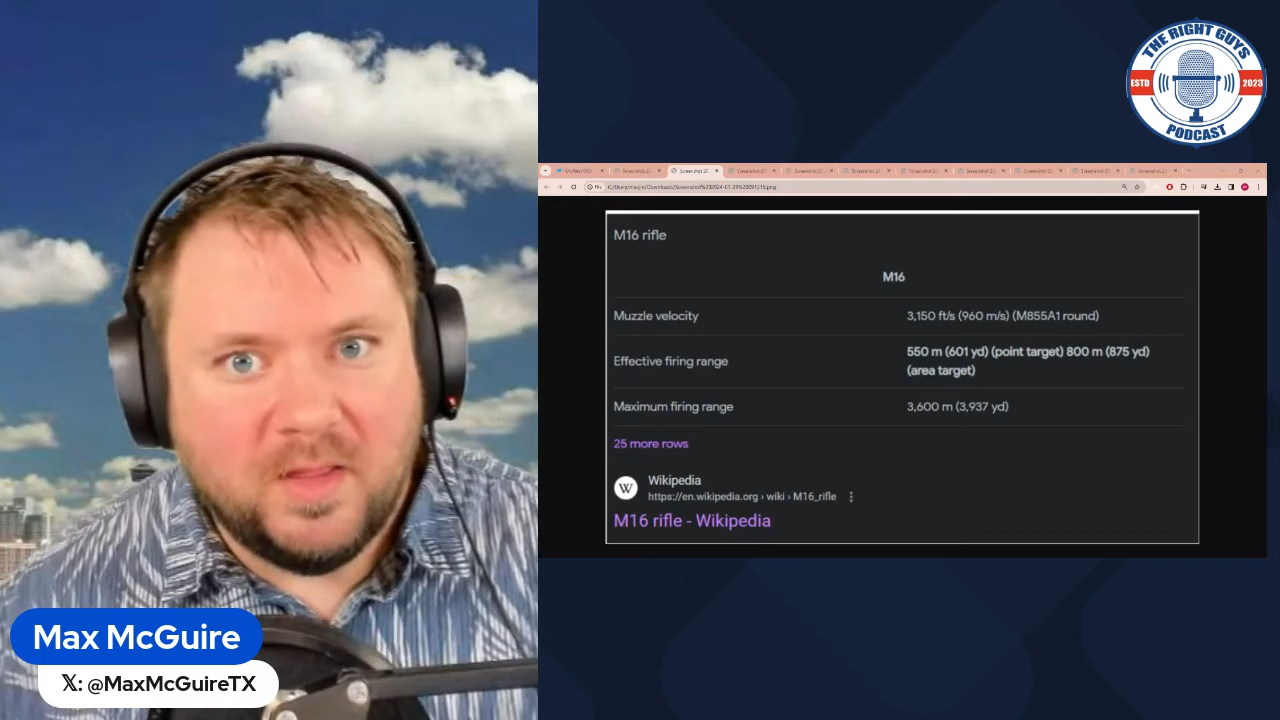 THE RIGHT GUYS
ESTD 2023
PODCAST
M16 rifle
M16
Muzzle velocity 3,150 ft/s (960 m/s) (M855A1 round)
Effective firing range 550 m (601 yd) (point target) 800 m (875 yd)
(area target)
Maximum firing range 3,600 m (3,937 yd)
25 more rows
W
Wikipedia
https://en.wikipedia.org › wiki › M16_rifle
M16 rifle - Wikipedia
Max McGuire
𝕏: @MaxMcGuireTX